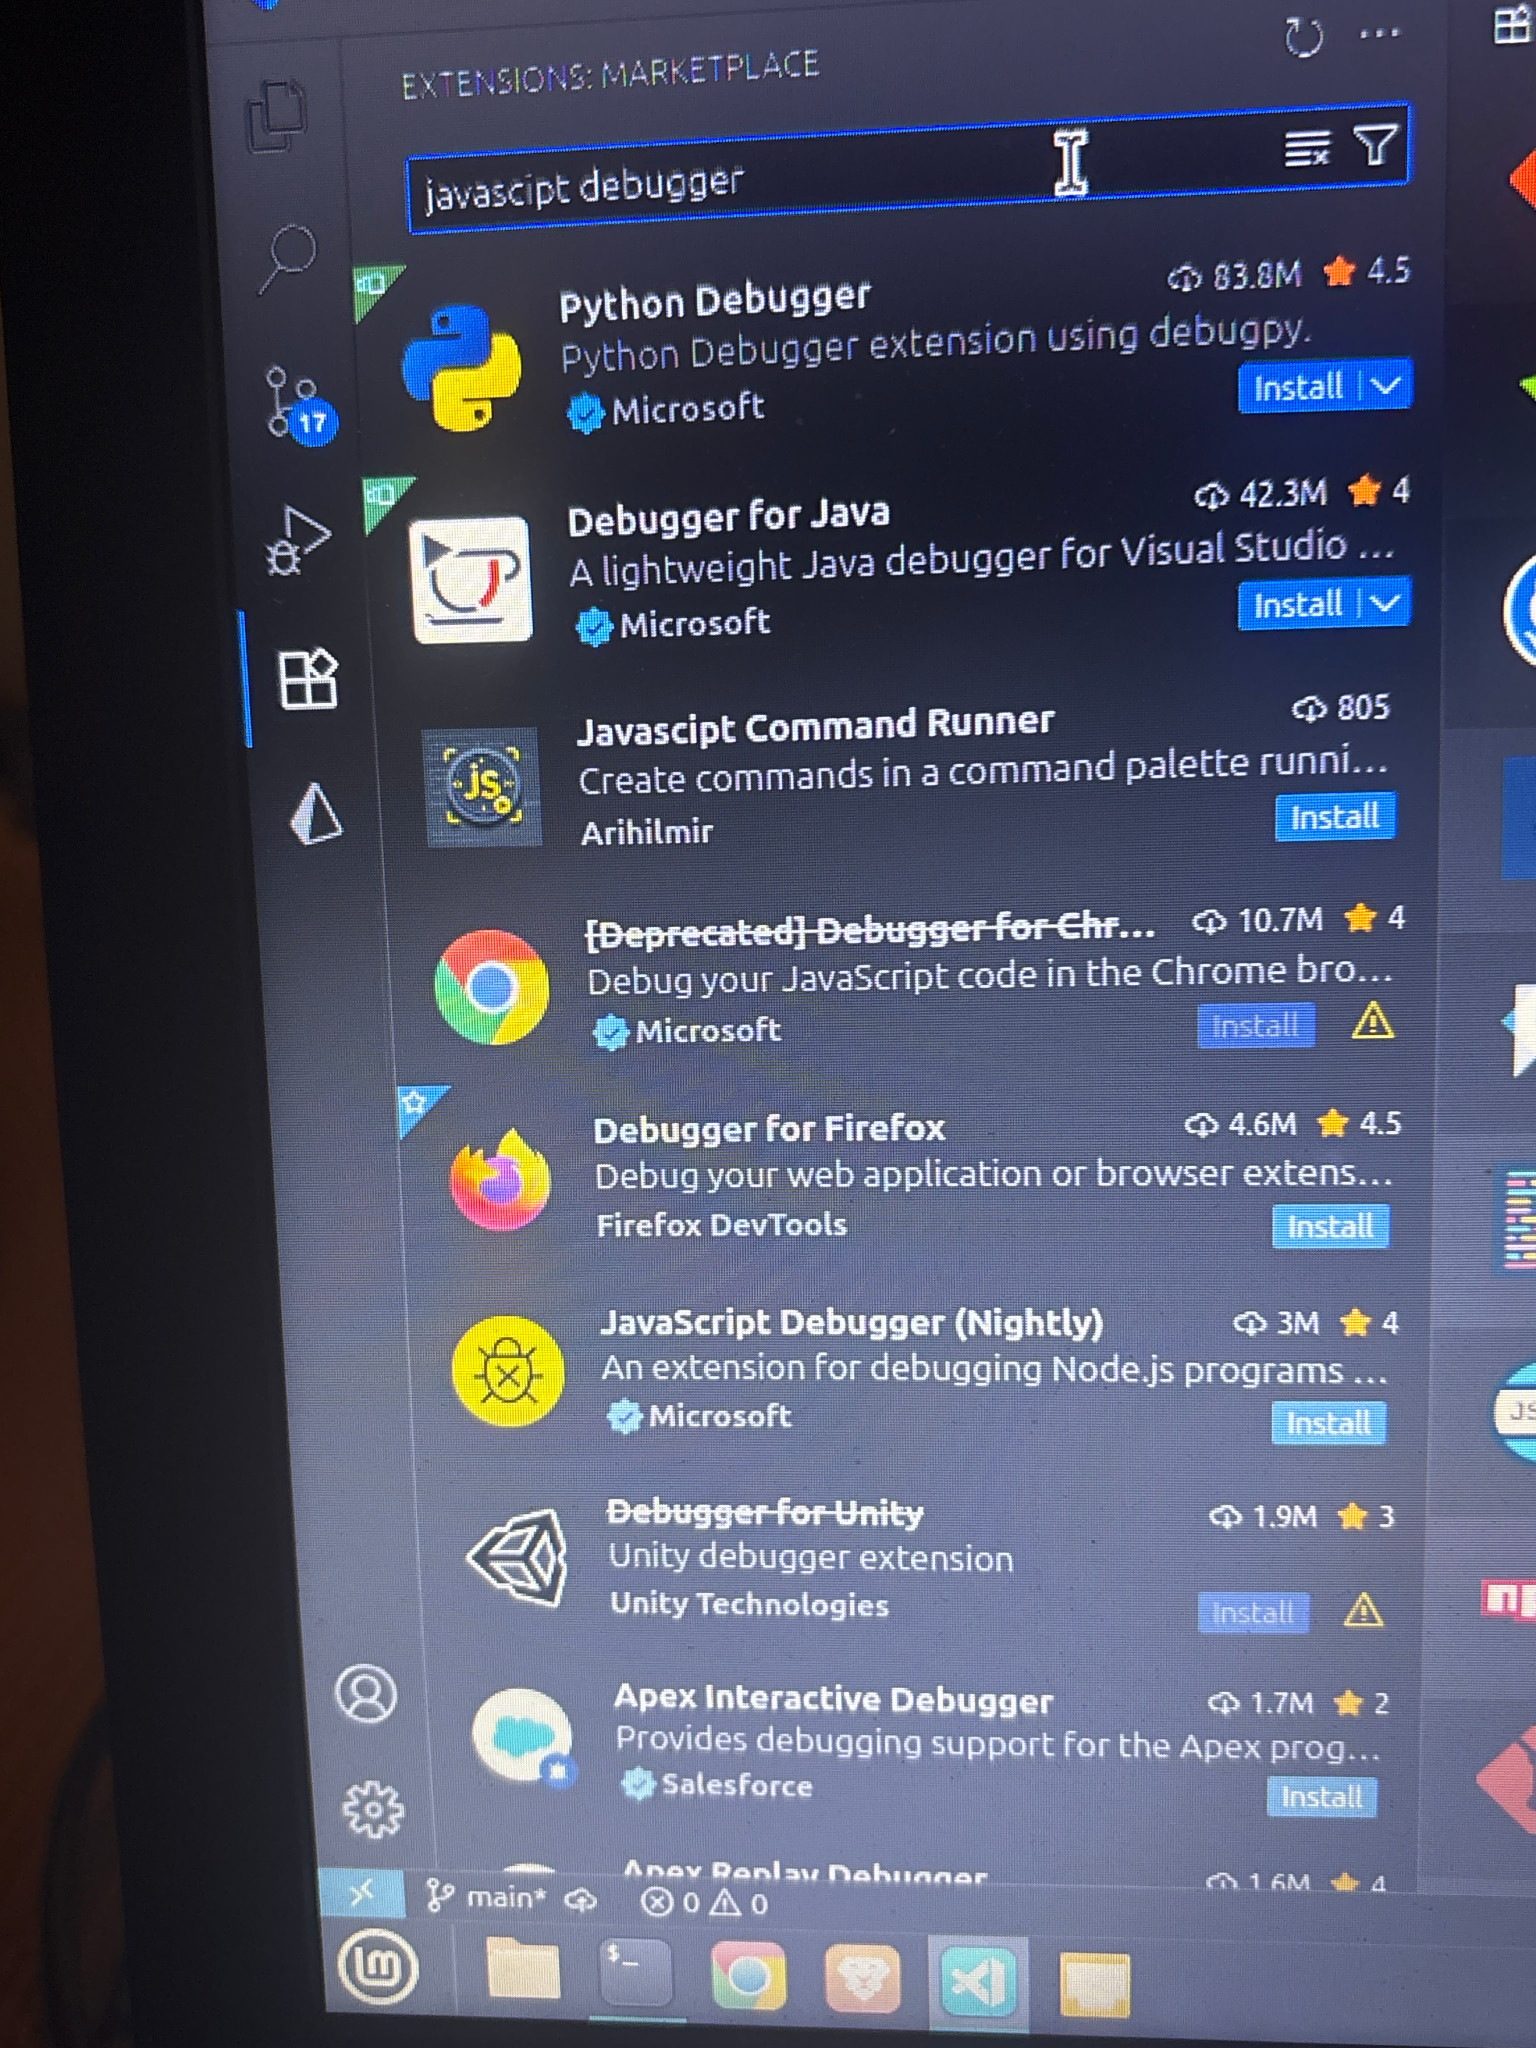 EXTENSIONS: MARKETPLACE
javascipt debugger
Python Debugger 83.8M 4.5
Python Debugger extension using debugpy.
Microsoft Install
17
Debugger for Java 42.3M 4
A lightweight Java debugger for Visual Studio ...
Microsoft Install
Javascipt Command Runner 805
JS
Create commands in a command palette runni...
Arihilmir Install
[Deprecated] Debugger for Chr... 10.7M 4
Debug your JavaScript code in the Chrome bro...
Microsoft Install
Debugger for Firefox 4.6M 4.5
Debug your web application or browser extens...
Firefox DevTools Install
JavaScript Debugger (Nightly) 3M 4
An extension for debugging Node.js programs ...
Microsoft Install
JS
Debugger for Unity 1.9M 3
Unity debugger extension
Unity Technologies Install
Apex Interactive Debugger 1.7M 2
Provides debugging support for the Apex prog...
Salesforce Install
Apex Replay Debugger 1.6M 4
main* 0 0
lm $_